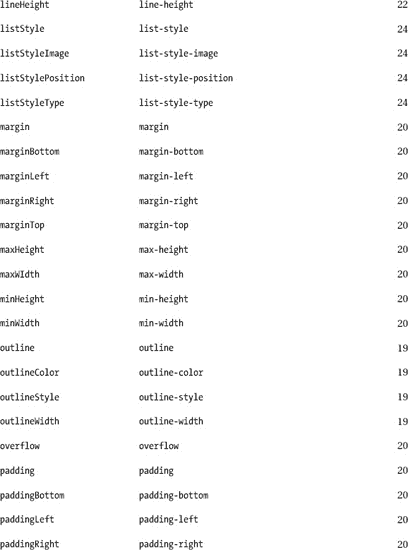 lineHeight line-height 22
listStyle list-style 24
listStyleImage list-style-image 24
listStylePosition list-style-position 24
listStyleType list-style-type 24
margin margin 20
marginBottom margin-bottom 20
marginLeft margin-left 20
marginRight margin-right 20
marginTop margin-top 20
maxHeight max-height 20
maxWIdth max-width 20
minHeight min-height 20
minWidth min-width 20
outline outline 19
outlineColor outline-color 19
outlineStyle outline-style 19
outlineWidth outline-width 19
overflow overflow 20
padding padding 20
paddingBottom padding-bottom 20
paddingLeft padding-left 20
paddingRight padding-right 20